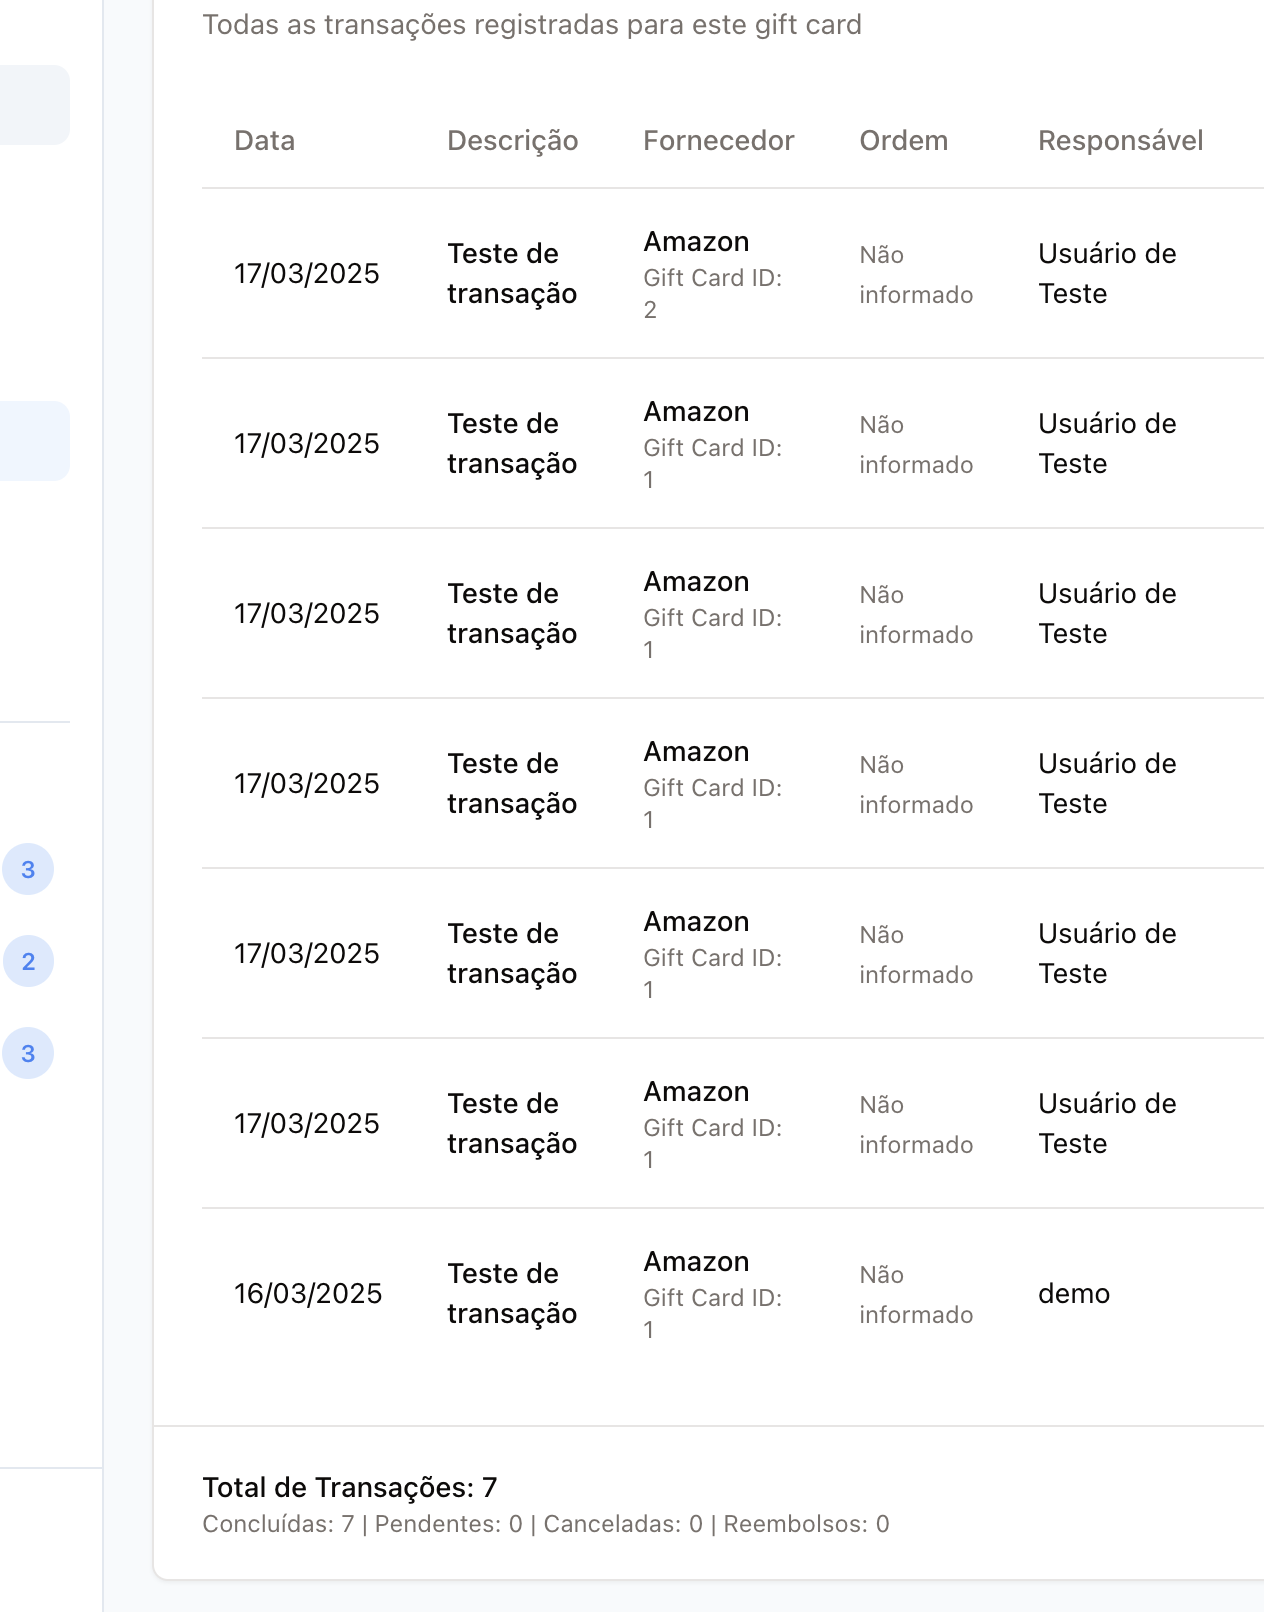 Todas as transações registradas para este gift card
Data Descrição Fornecedor Ordem Responsável
17/03/2025
Teste de
transação
Amazon
Gift Card ID:
2
Não
informado
Usuário de
Teste
17/03/2025
Teste de
transação
Amazon
Gift Card ID:
1
Não
informado
Usuário de
Teste
17/03/2025
Teste de
transação
Amazon
Gift Card ID:
1
Não
informado
Usuário de
Teste
17/03/2025
Teste de
transação
Amazon
Gift Card ID:
1
Não
informado
Usuário de
Teste
17/03/2025
Teste de
transação
Amazon
Gift Card ID:
1
Não
informado
Usuário de
Teste
17/03/2025
Teste de
transação
Amazon
Gift Card ID:
1
Não
informado
Usuário de
Teste
16/03/2025
Teste de
transação
Amazon
Gift Card ID:
1
Não
informado
demo
Total de Transações: 7
Concluídas: 7 | Pendentes: 0 | Canceladas: 0 | Reembolsos: 0
3
2
3